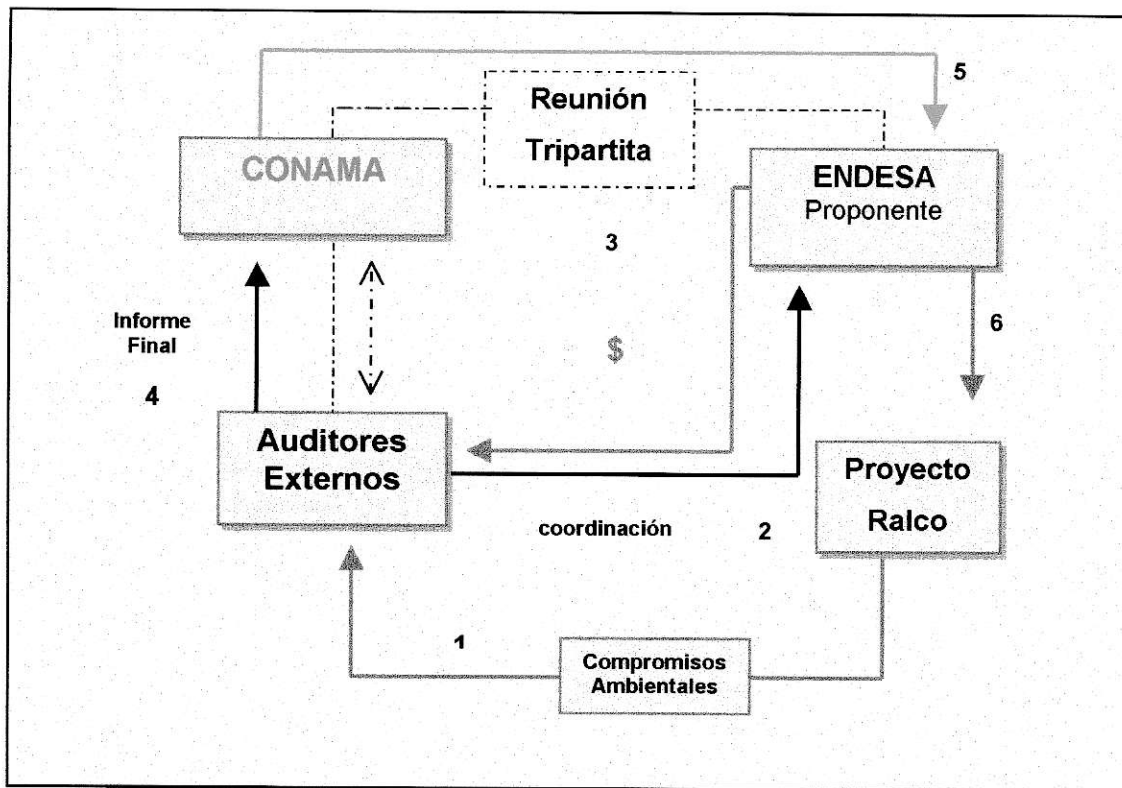 5
Reunión
Tripartita
CONAMA
ENDESA
Proponente
3
Informe
Final
4
$
6
Auditores
Externos
Proyecto
Ralco
coordinación
2
1
Compromisos
Ambientales